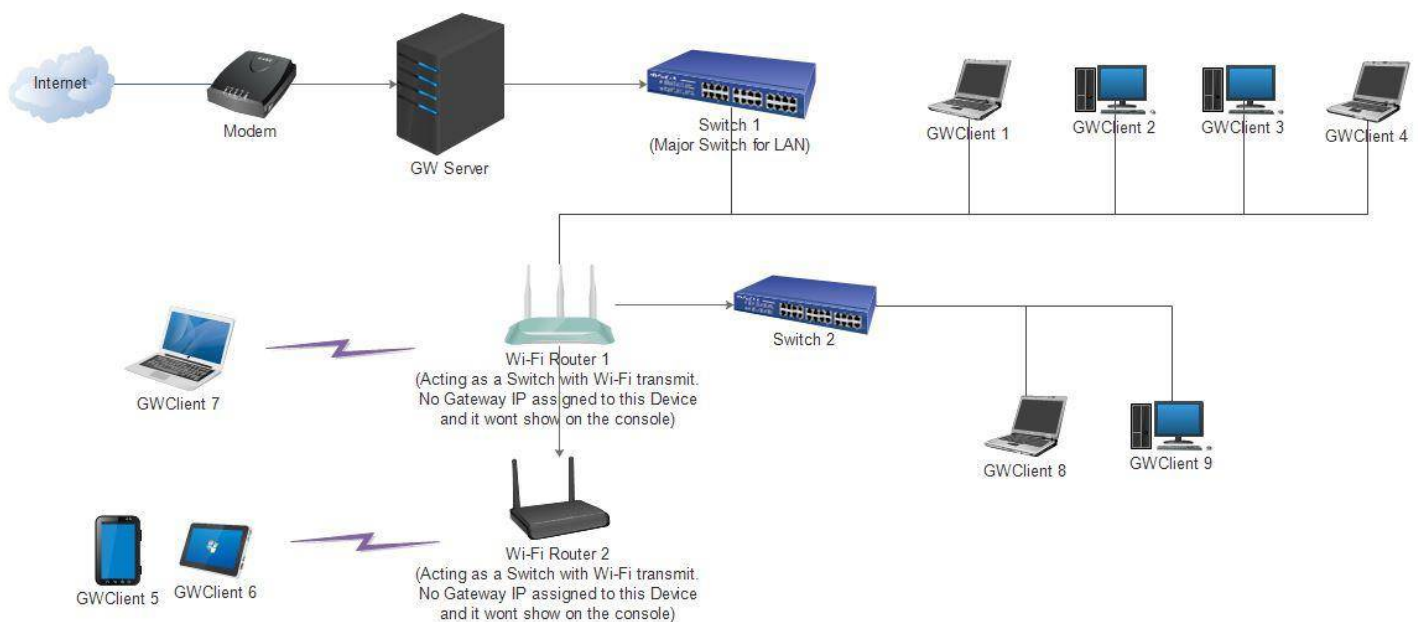 Internet
Modem
GW Server
Switch 1
(Major Switch for LAN)
GWClient 1
GWClient 2
GWClient 3
GWClient 4
GWClient 7
Wi-Fi Router 1
(Acting as a Switch with Wi-Fi transmit.
No Gateway IP assigned to this Device
and it wont show on the console)
Switch 2
GWClient 8
GWClient 9
GWClient 5
GWClient 6
Wi-Fi Router 2
(Acting as a Switch with Wi-Fi transmit.
No Gateway IP assigned to this Device
and it wont show on the console)